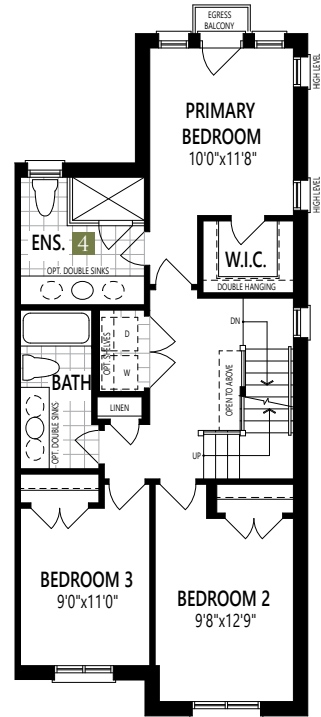 EGRESS
BALCONY
HIGH LEVEL
PRIMARY
BEDROOM
10'0"x11'8"
HIGH LEVEL
ENS. 4
W.I.C.
OPT. DOUBLE SINKS
DOUBLE HANGING
DN
OPT. SHELVES
D
W
OPEN TO ABOVE
BATH
LINEN
OPT. DOUBLE SINKS
UP
BEDROOM 3
9'0"x11'0"
BEDROOM 2
9'8"x12'9"